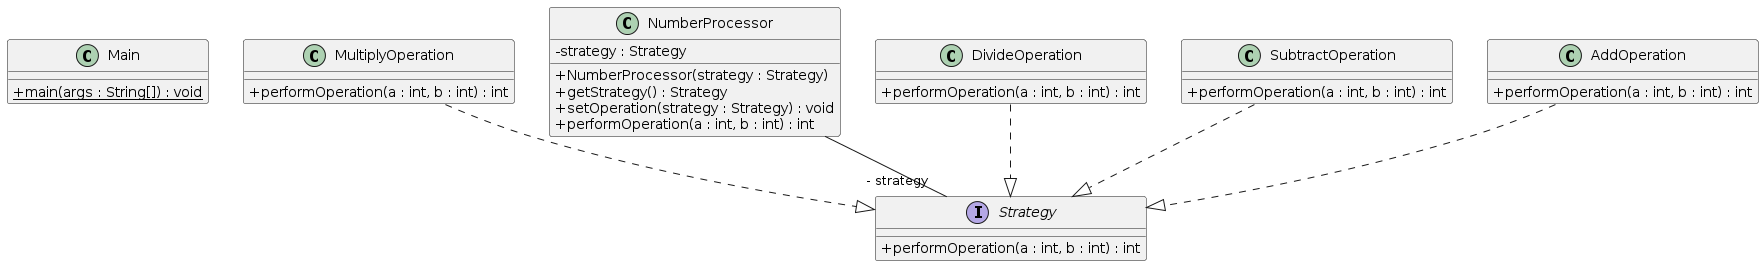 C Main
+main(args : String[]) : void
C MultiplyOperation
+performOperation(a : int, b : int) : int
C NumberProcessor
-strategy : Strategy
+NumberProcessor(strategy : Strategy)
+getStrategy() : Strategy
+setOperation(strategy : Strategy) : void
+performOperation(a : int, b : int) : int
C DivideOperation
+performOperation(a : int, b : int) : int
C SubtractOperation
+performOperation(a : int, b : int) : int
C AddOperation
+performOperation(a : int, b : int) : int
- strategy
I Strategy
+performOperation(a : int, b : int) : int